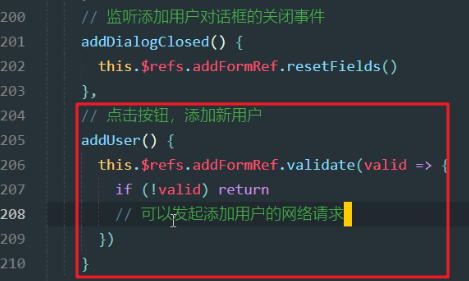 200 // 监听添加用户对话框的关闭事件
201 addDialogClosed() {
202 this.$refs.addFormRef.resetFields()
203 },
204 // 点击按钮，添加新用户
205 addUser() {
206 this.$refs.addFormRef.validate(valid => {
207 if (!valid) return
208 // 可以发起添加用户的网络请求
209 })
210 }